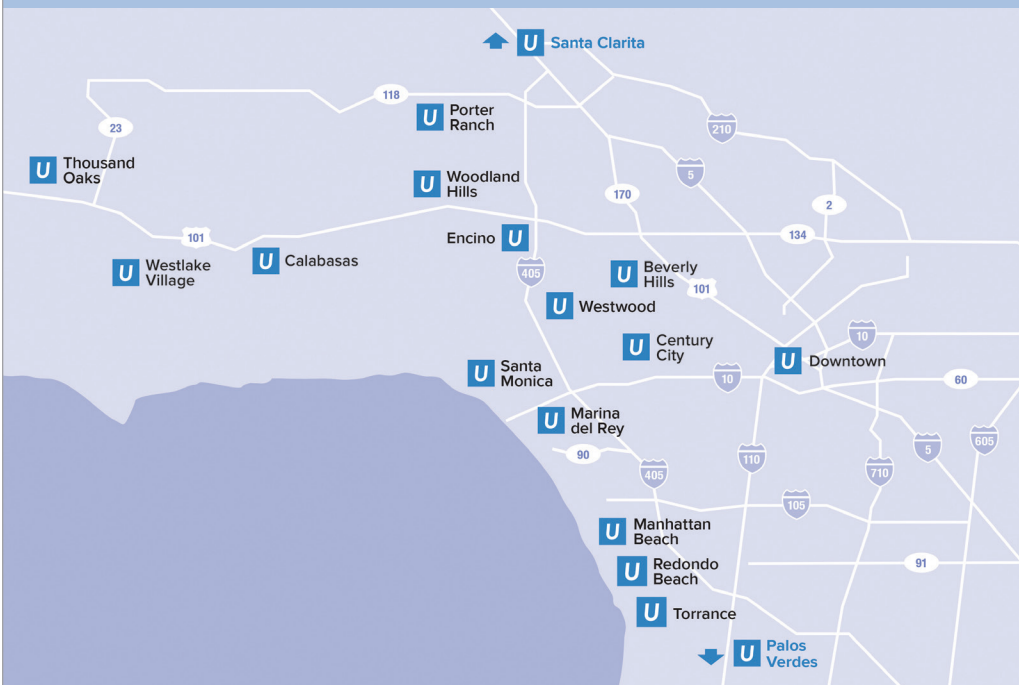 U Santa Clarita
118
U Porter
Ranch
23
210
U Thousand
Oaks
5
U Woodland
Hills
170
2
101
134
Encino U
U Westlake
Village
U Calabasas
405
U Beverly
Hills
101
U Westwood
10
U Century
City
U Downtown
U Santa
Monica
10
60
U Marina
del Rey
90
605
5
110
405
710
105
U Manhattan
Beach
91
U Redondo
Beach
U Torrance
U Palos
Verdes